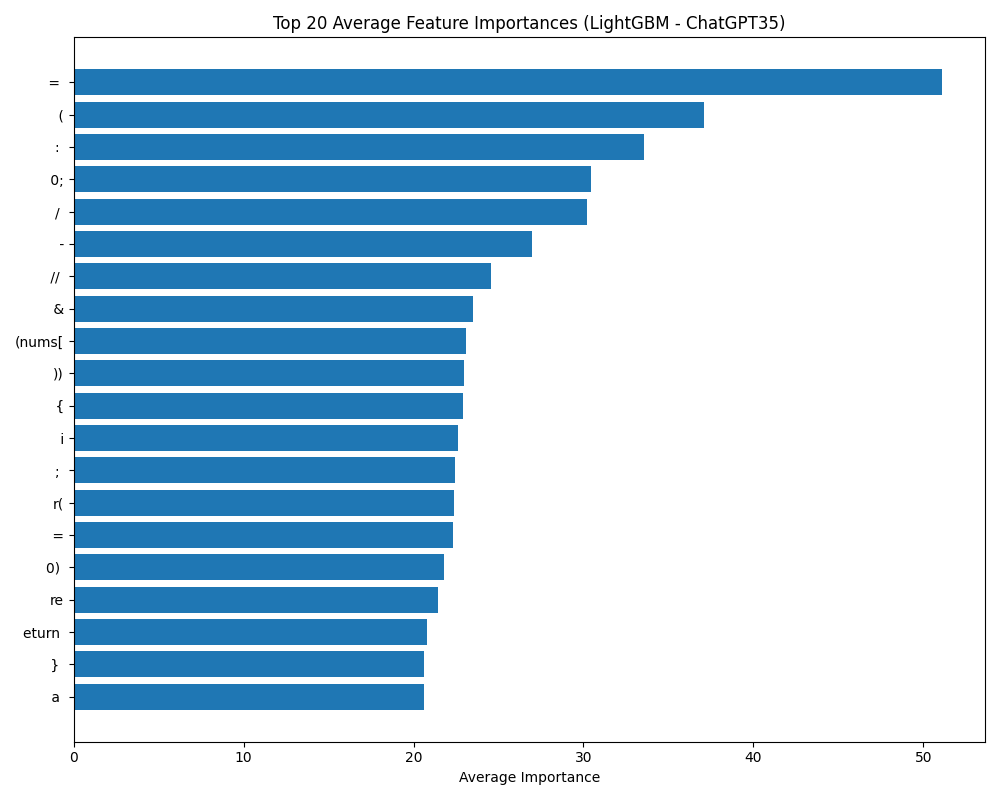 Top 20 Average Feature Importances (LightGBM - ChatGPT35)
=
(
:
0;
/
-
//
&
(nums[
))
{
i
;
r(
=
0)
re
eturn
}
a
0 10 20 30 40 50
Average Importance